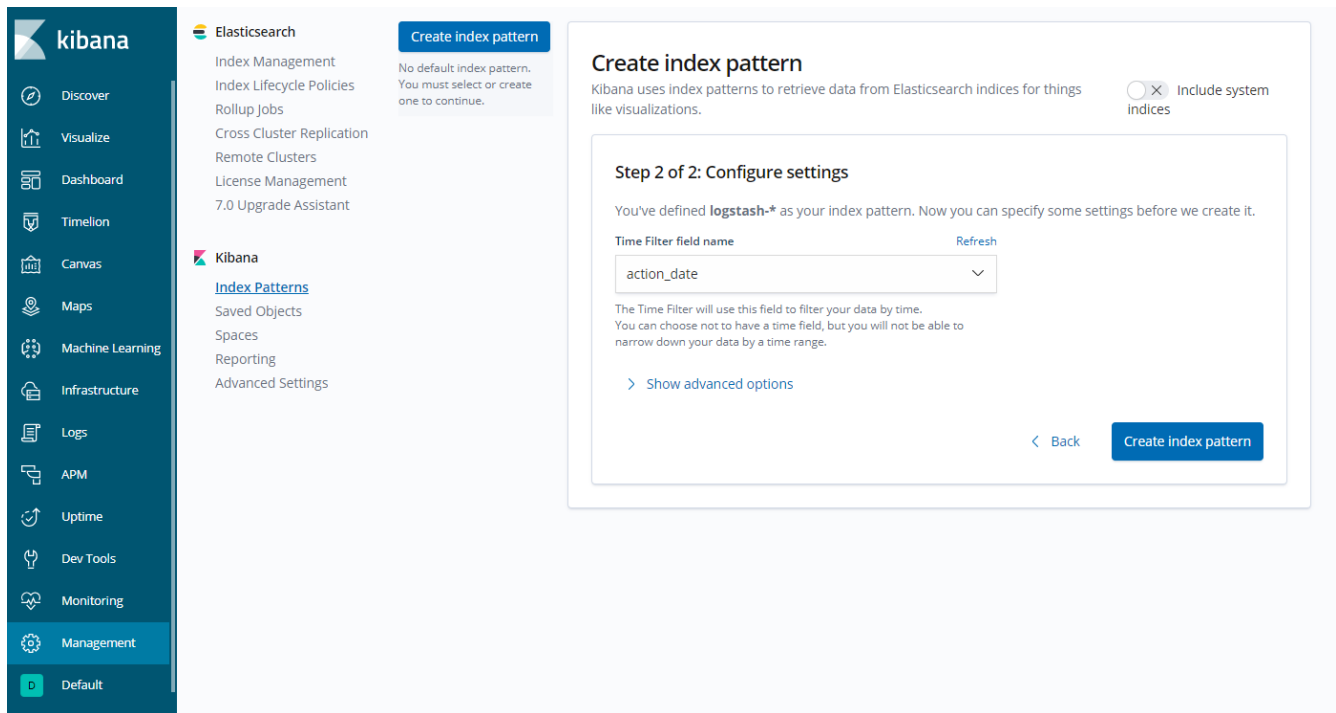 kibana
Discover
Visualize
Dashboard
Timelion
Canvas
Maps
Machine Learning
Infrastructure
Logs
APM
Uptime
Dev Tools
Monitoring
Management
D
Default
Elasticsearch
Index Management
Index Lifecycle Policies
Rollup Jobs
Cross Cluster Replication
Remote Clusters
License Management
7.0 Upgrade Assistant
Kibana
Index Patterns
Saved Objects
Spaces
Reporting
Advanced Settings
Create index pattern
No default index pattern.
You must select or create
one to continue.
Create index pattern
Kibana uses index patterns to retrieve data from Elasticsearch indices for things
like visualizations.
Include system
indices
Step 2 of 2: Configure settings
You've defined logstash-* as your index pattern. Now you can specify some settings before we create it.
Time Filter field name
Refresh
action_date
The Time Filter will use this field to filter your data by time.
You can choose not to have a time field, but you will not be able to
narrow down your data by a time range.
Show advanced options
Back
Create index pattern